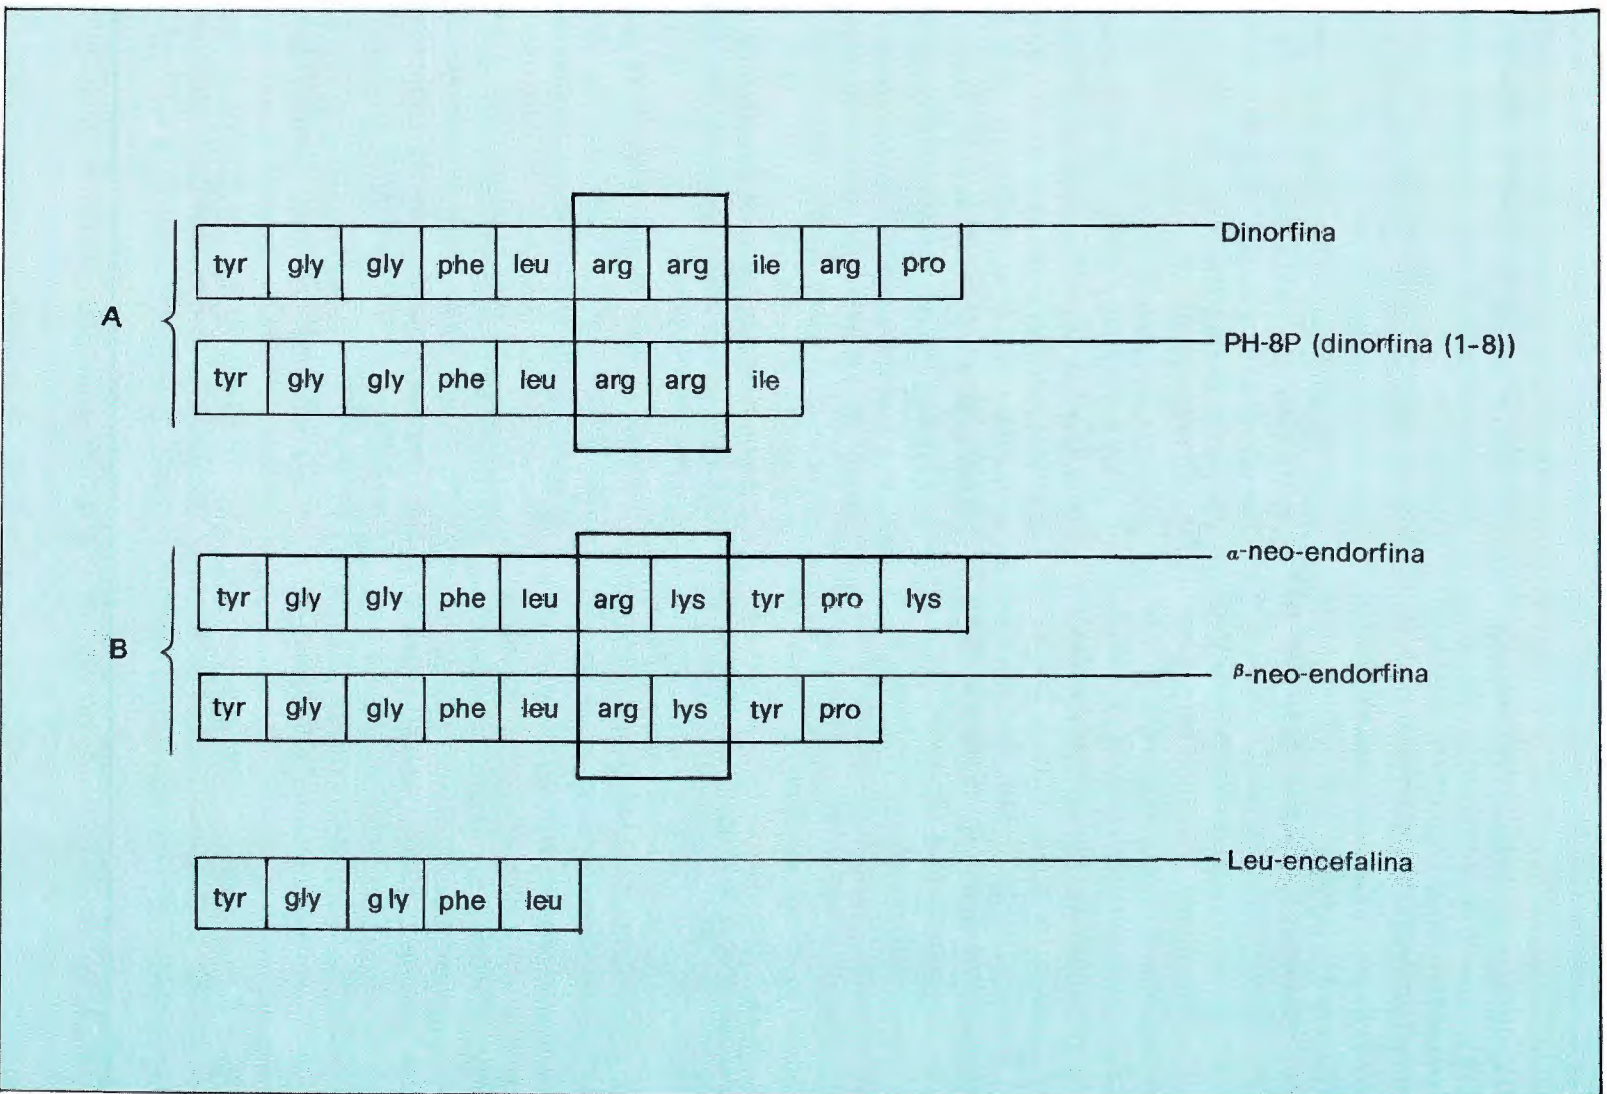 Dinorfina
tyr gly gly phe leu arg arg ile arg pro
A
PH-8P (dinorfina (1-8))
tyr gly gly phe leu arg arg ile
α-neo-endorfina
tyr gly gly phe leu arg lys tyr pro lys
B
β-neo-endorfina
tyr gly gly phe leu arg lys tyr pro
Leu-encefalina
tyr gly gly phe leu